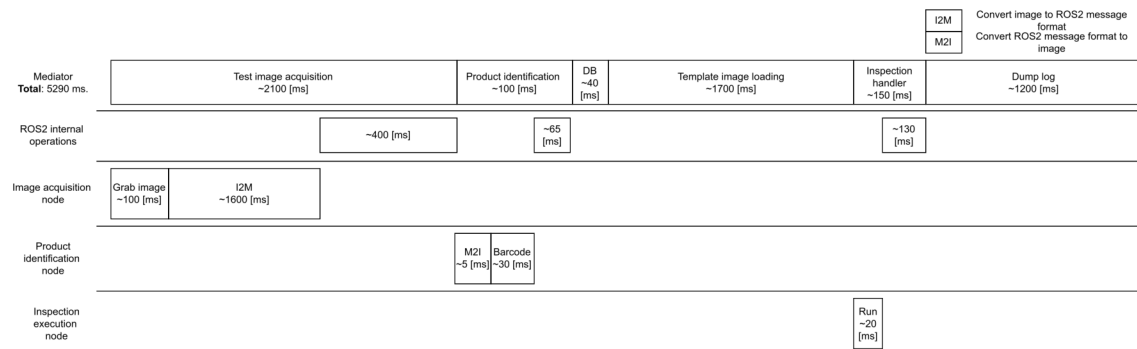 I2M
Convert image to ROS2 message
format
M2I
Convert ROS2 message format to
image
Mediator
Total: 5290 ms.
Test image acquisition
~2100 [ms]
Product identification
~100 [ms]
DB
~40
[ms]
Template image loading
~1700 [ms]
Inspection
handler
~150 [ms]
Dump log
~1200 [ms]
ROS2 internal
operations
~400 [ms]
~65
[ms]
~130
[ms]
Image acquisition
node
Grab image
~100 [ms]
I2M
~1600 [ms]
Product
identification
node
M2I
~5 [ms]
Barcode
~30 [ms]
Inspection
execution
node
Run
~20
[ms]